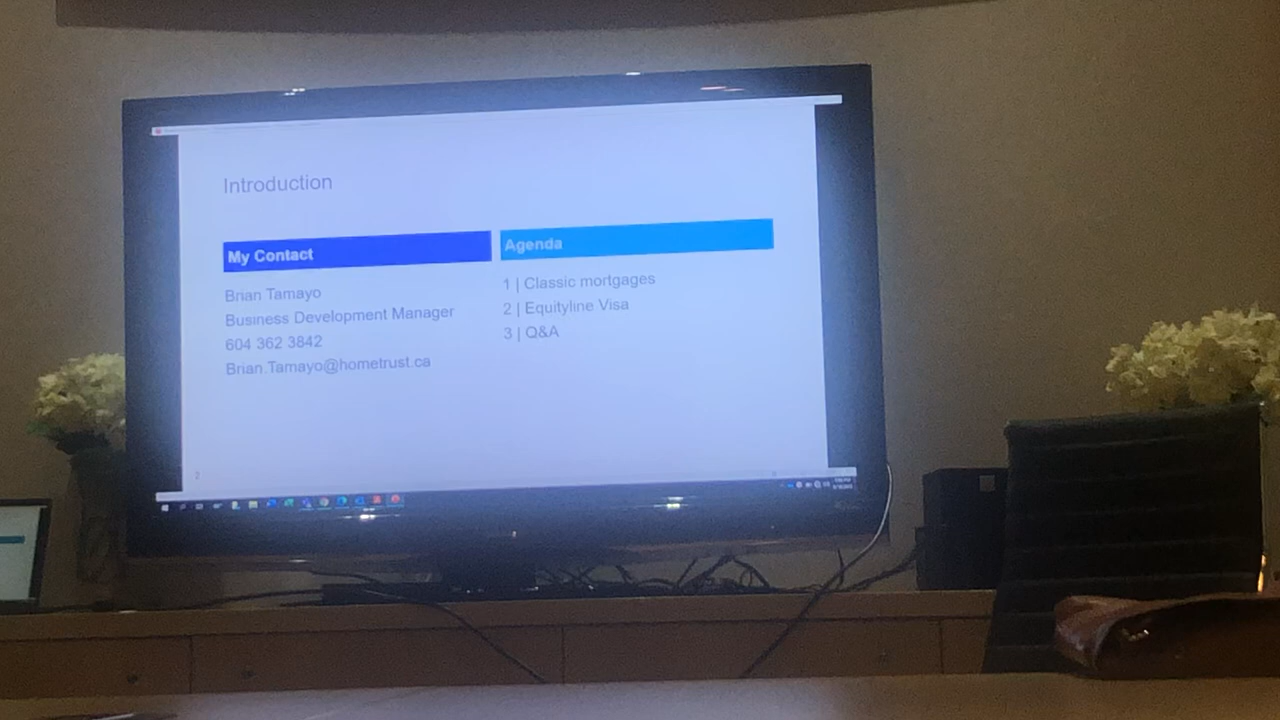 Introduction
My Contact
Brian Tamayo
Business Development Manager
604 362 3842
Brian.Tamayo@hometrust.ca
Agenda
1 | Classic mortgages
2 | Equityline Visa
3 | Q&A
2